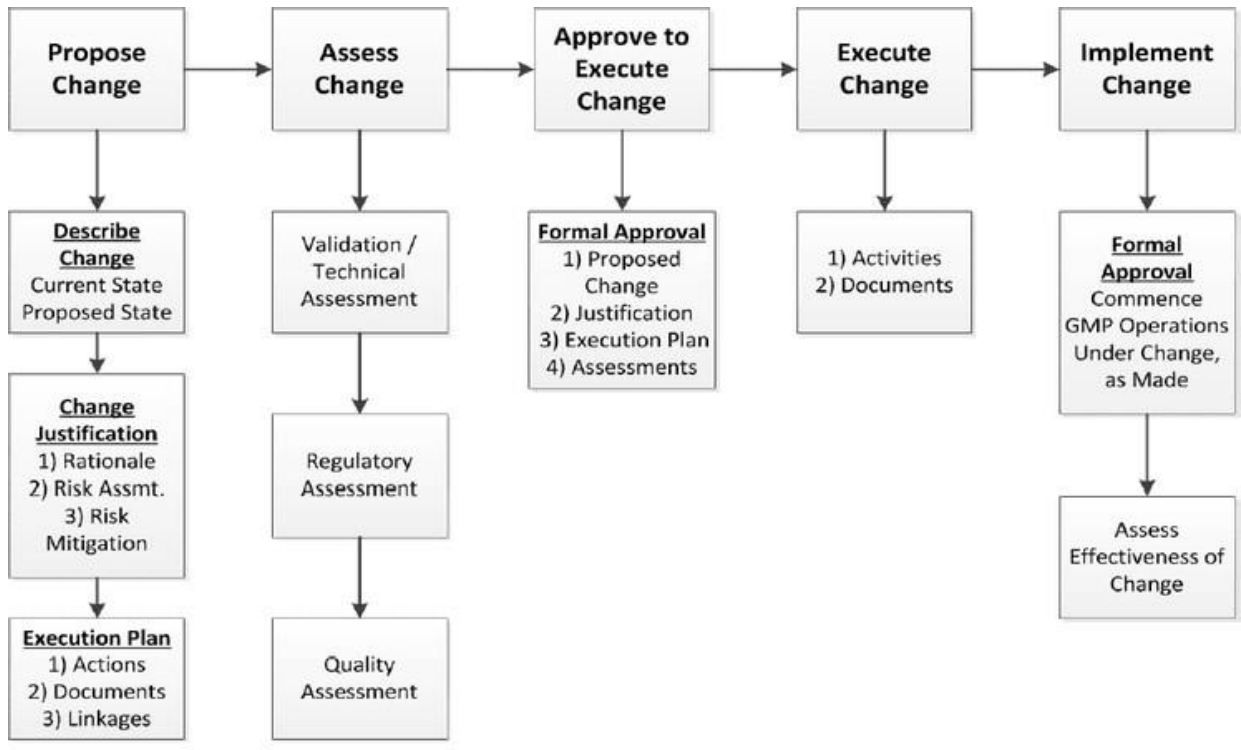 Propose
Change
Assess
Change
Approve to
Execute
Change
Execute
Change
Implement
Change
Describe
Change
Current State
Proposed State
Change
Justification
1) Rationale
2) Risk Assmt.
3) Risk
Mitigation
Execution Plan
1) Actions
2) Documents
3) Linkages
Validation /
Technical
Assessment
Regulatory
Assessment
Quality
Assessment
Formal Approval
1) Proposed
Change
2) Justification
3) Execution Plan
4) Assessments
1) Activities
2) Documents
Formal
Approval
Commence
GMP Operations
Under Change,
as Made
Assess
Effectiveness of
Change